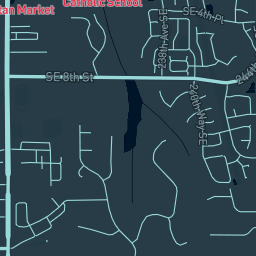 Catholic School
tan Market
SE 4th Pl
238th Ave SE
SE 8th St
244th
240th Way SE